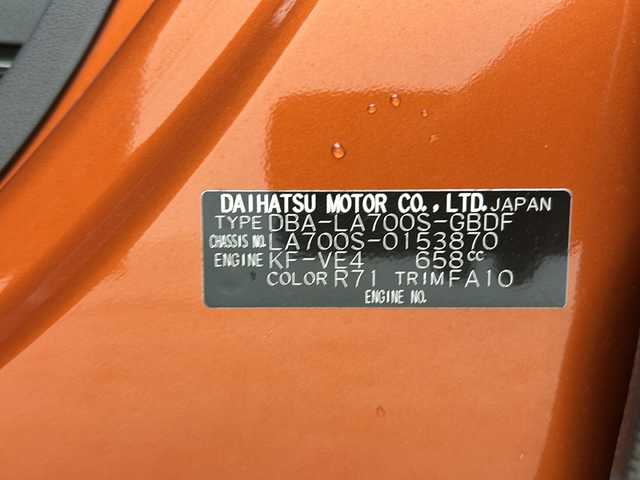 DAIHATSU MOTOR CO., LTD. JAPAN
TYPE DBA-LA700S-GBDF
CHASSIS NO. LA700S-0153870
ENGINE KF-VE4 658cc
COLOR R71 TRIM FA10
ENGINE NO.